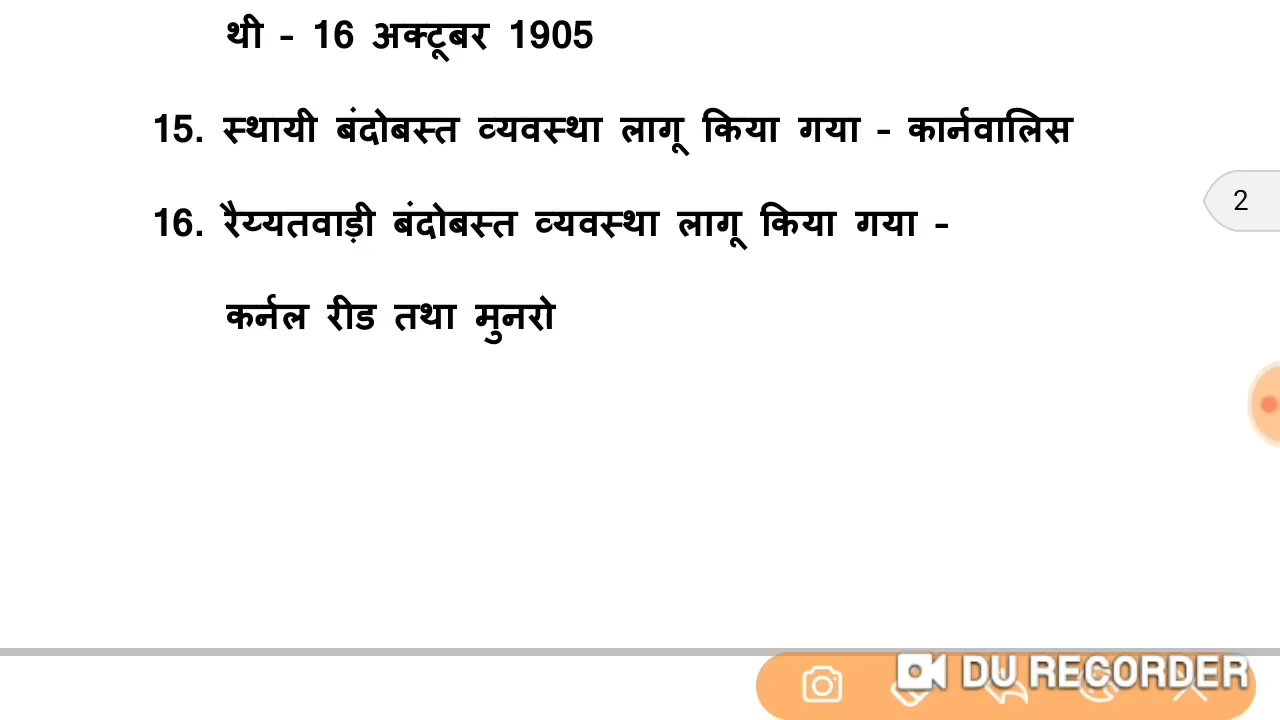 थी - 16 अक्टूबर 1905
15. स्थायी बंदोबस्त व्यवस्था लागू किया गया - कार्नवालिस
2
16. रैय्यतवाड़ी बंदोबस्त व्यवस्था लागू किया गया -
कर्नल रीड तथा मुनरो
DU RECORDER